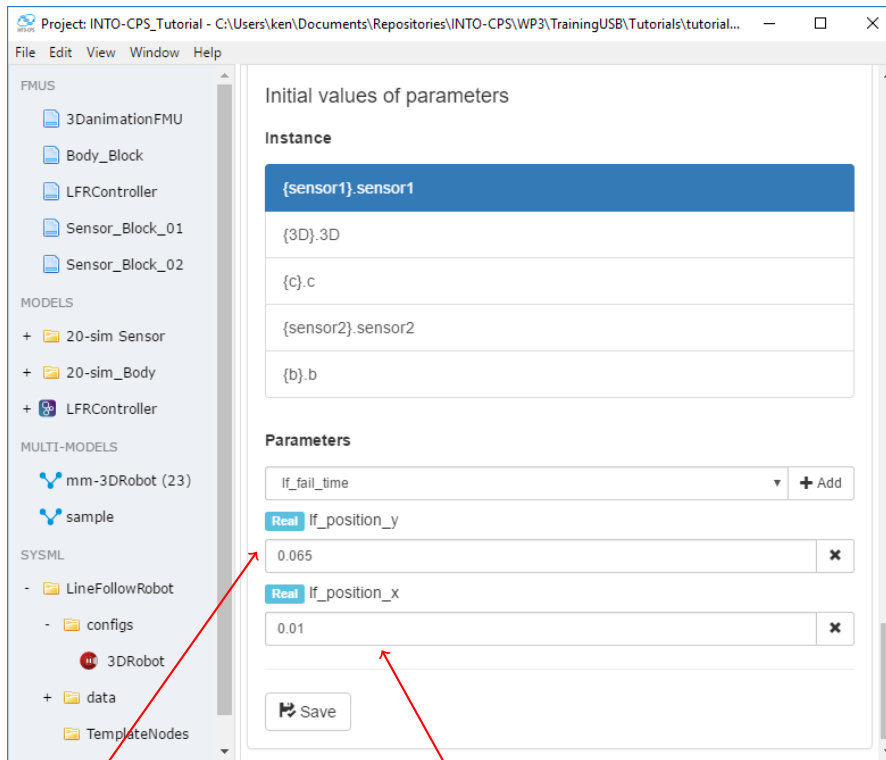 Project: INTO-CPS_Tutorial - C:\Users\ken\Documents\Repositories\INTO-CPS\WP3\TrainingUSB\Tutorials\tutorial...
File Edit View Window Help
FMUS
3DanimationFMU
Body_Block
LFRController
Sensor_Block_01
Sensor_Block_02
MODELS
+ 20-sim Sensor
+ 20-sim_Body
+ LFRController
MULTI-MODELS
mm-3DRobot (23)
sample
SYSML
- LineFollowRobot
- configs
3DRobot
+ data
TemplateNodes
Initial values of parameters
Instance
{sensor1}.sensor1
{3D}.3D
{c}.c
{sensor2}.sensor2
{b}.b
Parameters
lf_fail_time
+ Add
Real lf_position_y
0.065
Real lf_position_x
0.01
Save